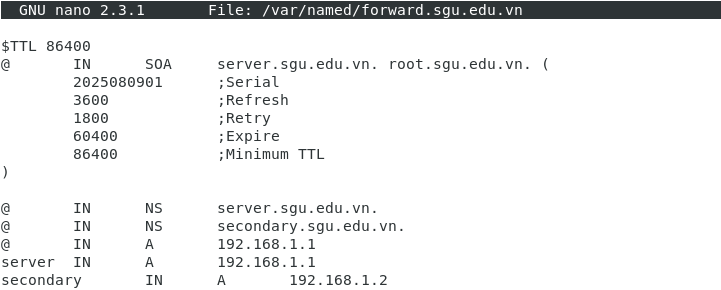 GNU nano 2.3.1 File: /var/named/forward.sgu.edu.vn
$TTL 86400
@ IN SOA server.sgu.edu.vn. root.sgu.edu.vn. (
2025080901 ;Serial
3600 ;Refresh
1800 ;Retry
60400 ;Expire
86400 ;Minimum TTL
)
@ IN NS server.sgu.edu.vn.
@ IN NS secondary.sgu.edu.vn.
@ IN A 192.168.1.1
server IN A 192.168.1.1
secondary IN A 192.168.1.2